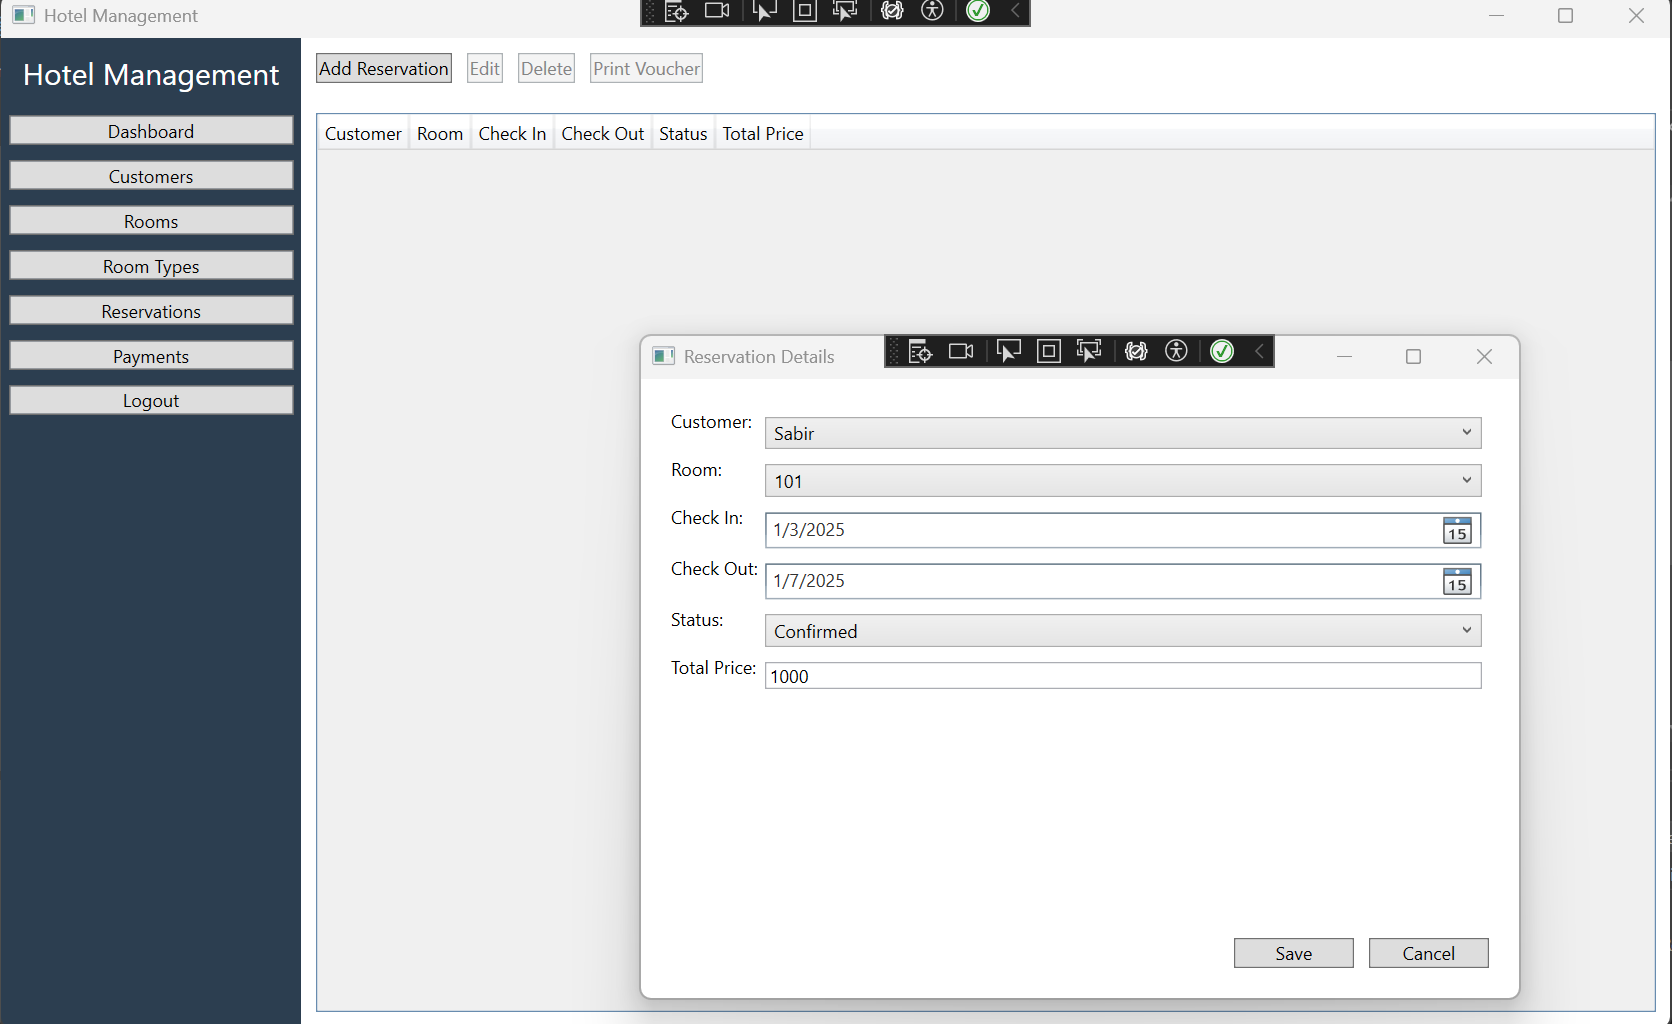 Hotel Management
Hotel Management
Dashboard
Customers
Rooms
Room Types
Reservations
Payments
Logout
Add Reservation Edit Delete Print Voucher
Customer Room Check In Check Out Status Total Price
Reservation Details
Customer: Sabir
Room: 101
Check In: 1/3/2025 15
Check Out: 1/7/2025 15
Status: Confirmed
Total Price: 1000
Save Cancel